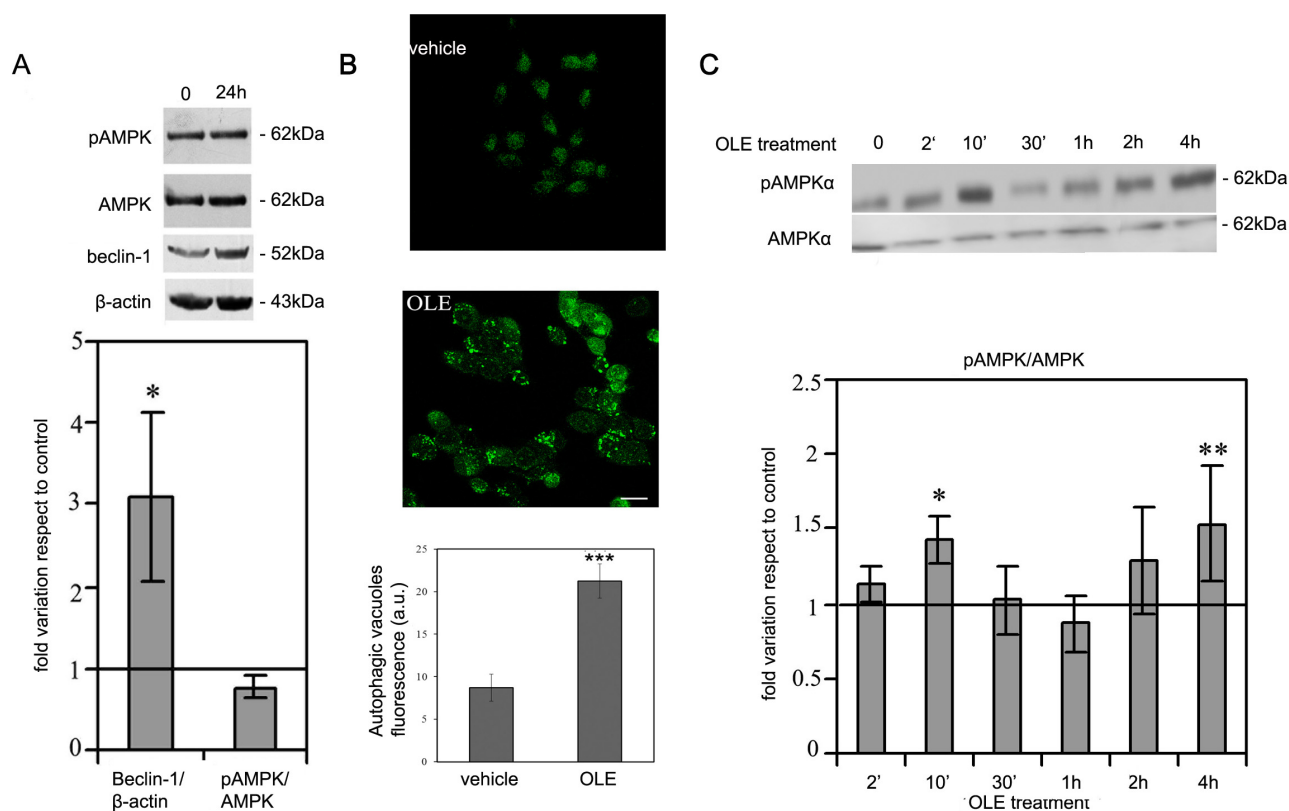 A
0 24h
pAMPK - 62kDa
AMPK - 62kDa
beclin-1 - 52kDa
β-actin - 43kDa
5
4
3
2
1
0
fold variation respect to control
*
Beclin-1/
β-actin
pAMPK/
AMPK
B
vehicle
OLE
25
20
15
10
5
0
Autophagic vacuoles
fluorescence (a.u.)
***
vehicle OLE
C
OLE treatment 0 2‘ 10’ 30’ 1h 2h 4h
pAMPKα - 62kDa
AMPKα - 62kDa
pAMPK/AMPK
2.5
2
1.5
1
0.5
0
fold variation respect to control
*
**
2’ 10’ 30’ 1h 2h 4h
OLE treatment